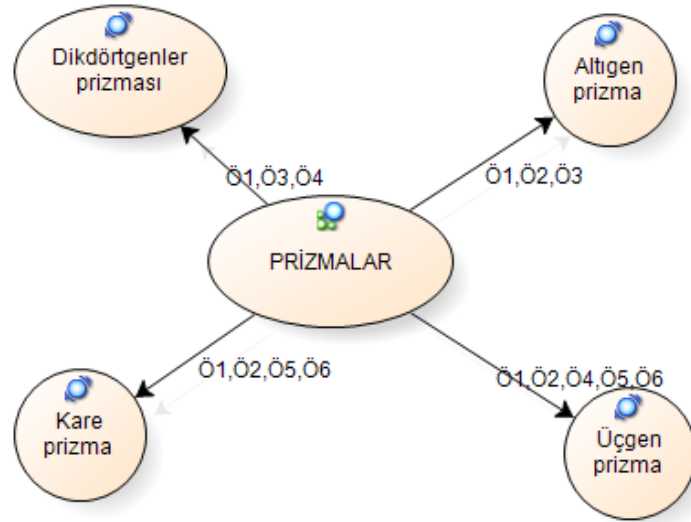 Dikdörtgenler
prizması
Altıgen
prizma
Ö1,Ö3,Ö4
Ö1,Ö2,Ö3
PRİZMALAR
Ö1,Ö2,Ö5,Ö6
Ö1,Ö2,Ö4,Ö5,Ö6
Kare
prizma
Üçgen
prizma